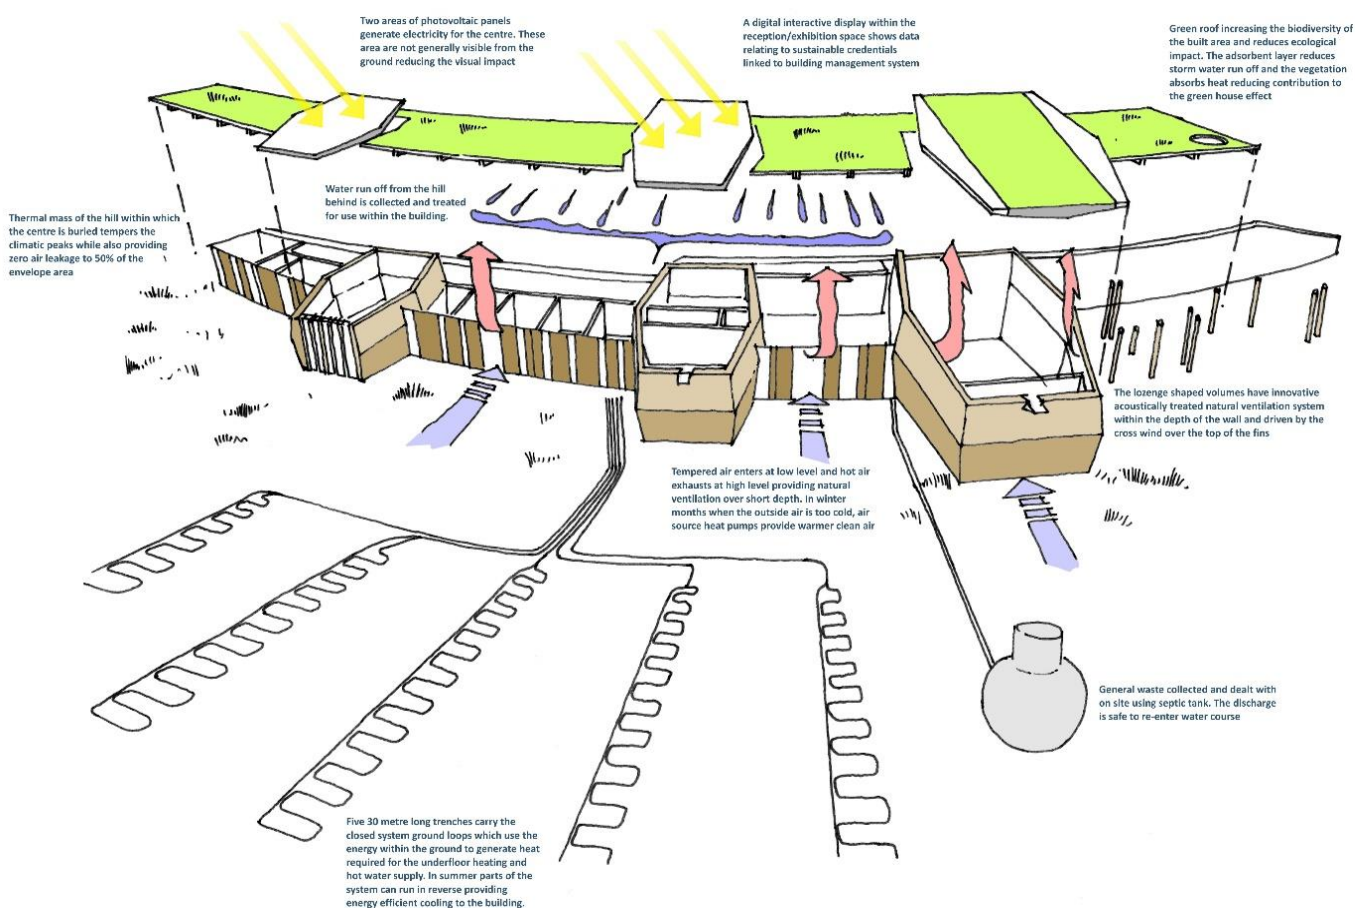 Two areas of photovoltaic panels
generate electricity for the centre. These
area are not generally visible from the
ground reducing the visual impact
A digital interactive display within the
reception/exhibition space shows data
relating to sustainable credentials
linked to building management system
Green roof increasing the biodiversity of
the built area and reduces ecological
impact. The adsorbent layer reduces
storm water run off and the vegetation
absorbs heat reducing contribution to
the green house effect
Water run off from the hill
behind is collected and treated
for use within the building.
Thermal mass of the hill within which
the centre is buried tempers the
climatic peaks while also providing
zero air leakage to 50% of the
envelope area
The lozenge shaped volumes have innovative
acoustically treated natural ventilation system
within the depth of the wall and driven by the
cross wind over the top of the fins
Tempered air enters at low level and hot air
exhausts at high level providing natural
ventilation over short depth. In winter
months when the outside air is too cold, air
source heat pumps provide warmer clean air
General waste collected and dealt with
on site using septic tank. The discharge
is safe to re-enter water course
Five 30 metre long trenches carry the
closed system ground loops which use the
energy within the ground to generate heat
required for the underfloor heating and
hot water supply. In summer parts of the
system can run in reverse providing
energy efficient cooling to the building.